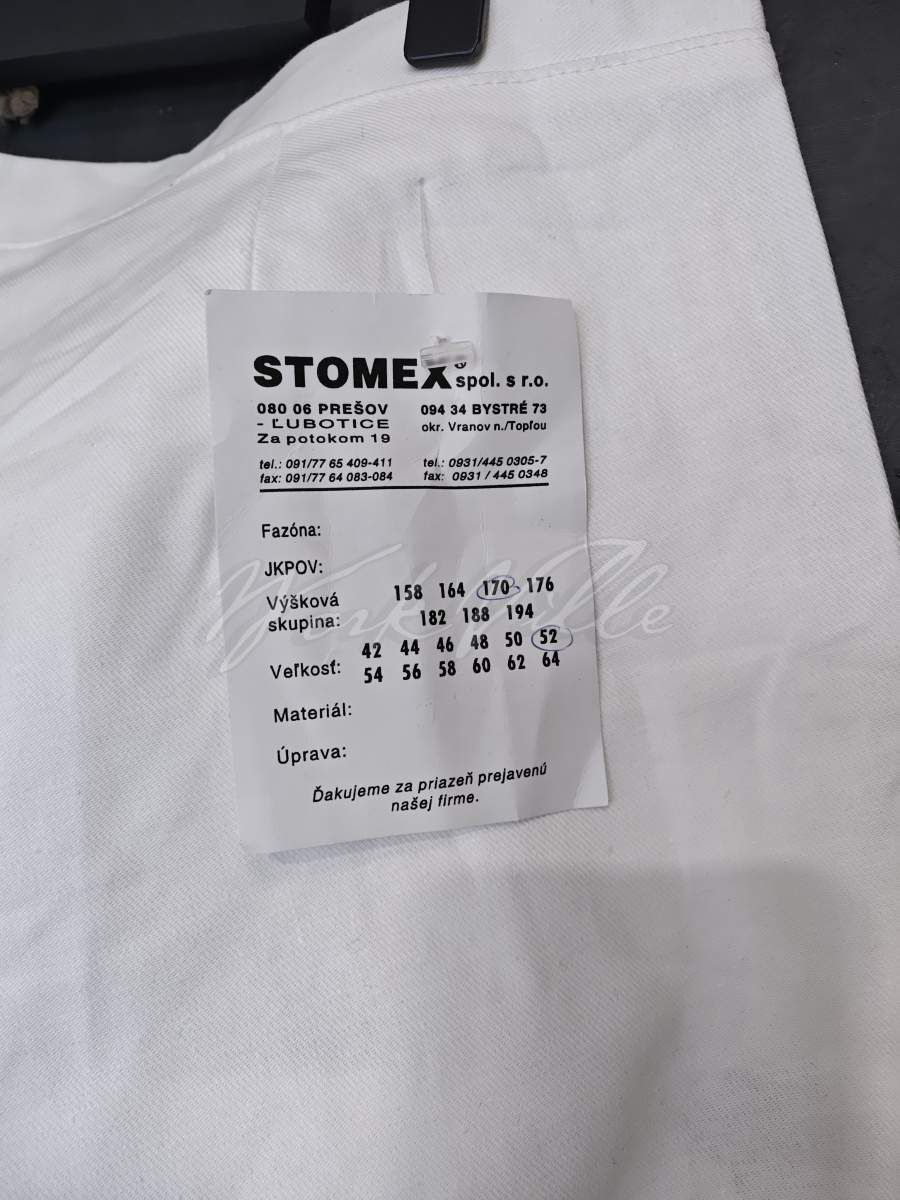 STOMEX® spol. s r.o.
080 06 PREŠOV
- ĽUBOTICE
Za potokom 19
tel.: 091/77 65 409-411
fax: 091/77 64 083-084
094 34 BYSTRÉ 73
okr. Vranov n./Topľou
tel.: 0931/445 0305-7
fax: 0931 / 445 0348
Fazóna:
JKPOV:
Výšková
skupina:
158 164 170 176
182 188 194
Veľkosť:
42 44 46 48 50 52
54 56 58 60 62 64
Materiál:
Úprava:
Ďakujeme za priazeň prejavenú
našej firme.
YorkVille